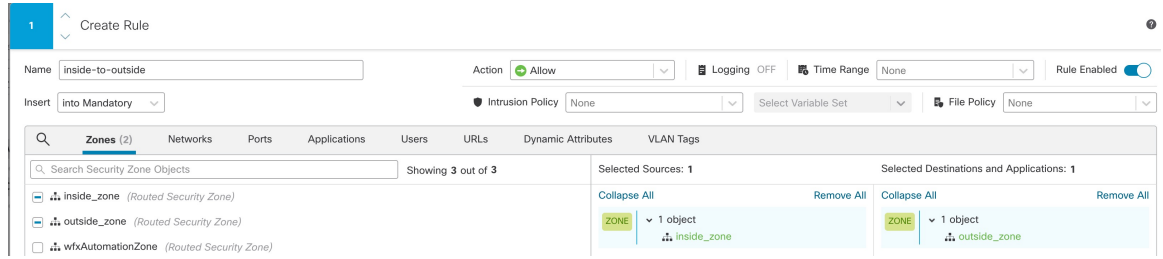 1 Create Rule
Name inside-to-outside Action Allow Logging OFF Time Range None Rule Enabled
Insert into Mandatory Intrusion Policy None Select Variable Set File Policy None
Zones (2) Networks Ports Applications Users URLs Dynamic Attributes VLAN Tags
Search Security Zone Objects Showing 3 out of 3 Selected Sources: 1 Selected Destinations and Applications: 1
inside_zone (Routed Security Zone) Collapse All Remove All Collapse All Remove All
outside_zone (Routed Security Zone) ZONE 1 object ZONE 1 object
wfxAutomationZone (Routed Security Zone) inside_zone outside_zone